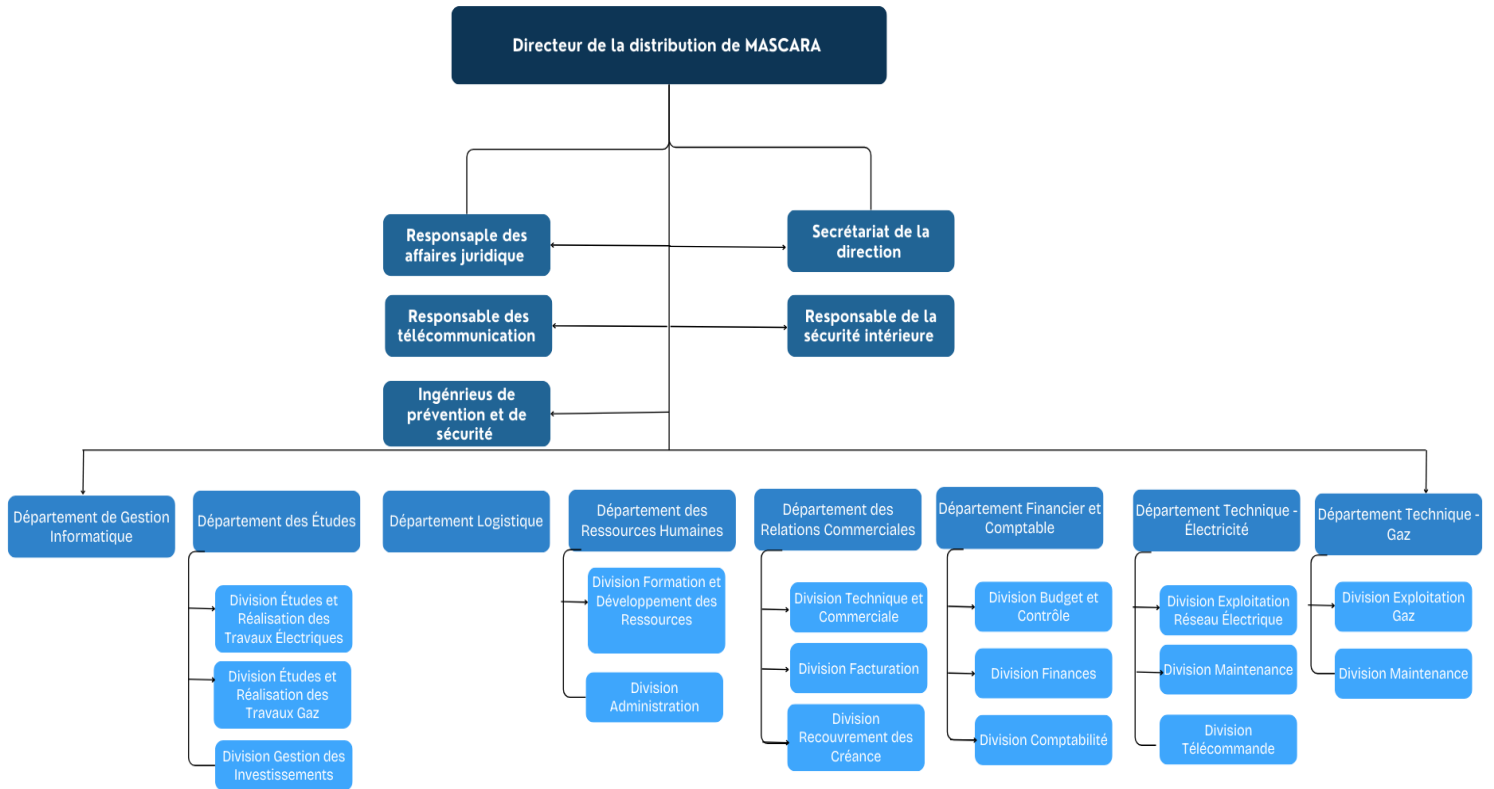 Directeur de la distribution de MASCARA
Responsaple des
affaires juridique
Secrétariat de la
direction
Responsable des
télécommunication
Responsable de la
sécurité intérieure
Ingénrieus de
prévention et de
sécurité
Département de Gestion
Informatique
Département des Études
Département Logistique
Département des
Ressources Humaines
Département des
Relations Commerciales
Département Financier et
Comptable
Département Technique -
Électricité
Département Technique -
Gaz
Division Études et
Réalisation des
Travaux Électriques
Division Études et
Réalisation des
Travaux Gaz
Division Gestion des
Investissements
Division Formation et
Développement des
Ressources
Division
Administration
Division Technique et
Commerciale
Division Facturation
Division
Recouvrement des
Créance
Division Budget et
Contrôle
Division Finances
Division Comptabilité
Division Exploitation
Réseau Électrique
Division Maintenance
Division
Télécommande
Division Exploitation
Gaz
Division Maintenance